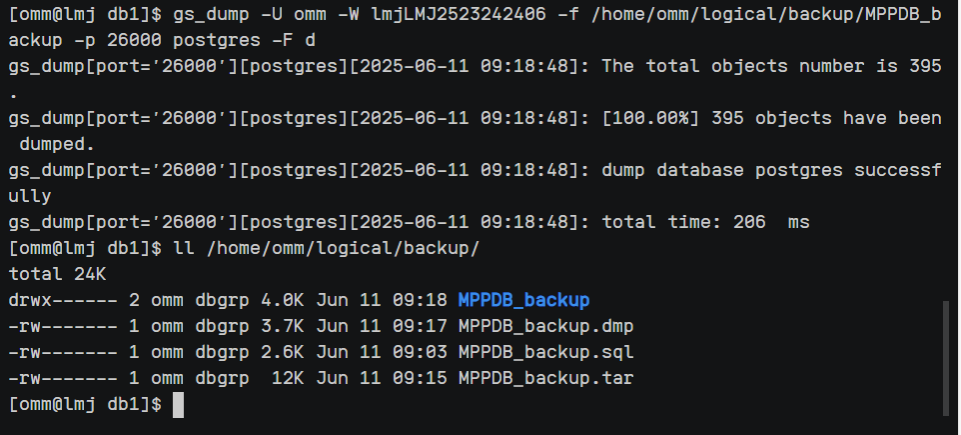 [omm@lmj db1]$ gs_dump -U omm -W lmjLMJ2523242406 -f /home/omm/logical/backup/MPPDB_b
ackup -p 26000 postgres -F d
gs_dump[port='26000'][postgres][2025-06-11 09:18:48]: The total objects number is 395
.
gs_dump[port='26000'][postgres][2025-06-11 09:18:48]: [100.00%] 395 objects have been
 dumped.
gs_dump[port='26000'][postgres][2025-06-11 09:18:48]: dump database postgres successf
ully
gs_dump[port='26000'][postgres][2025-06-11 09:18:48]: total time: 206  ms
[omm@lmj db1]$ ll /home/omm/logical/backup/
total 24K
drwx------ 2 omm dbgrp 4.0K Jun 11 09:18 MPPDB_backup
-rw------- 1 omm dbgrp 3.7K Jun 11 09:17 MPPDB_backup.dmp
-rw------- 1 omm dbgrp 2.6K Jun 11 09:03 MPPDB_backup.sql
-rw------- 1 omm dbgrp  12K Jun 11 09:15 MPPDB_backup.tar
[omm@lmj db1]$